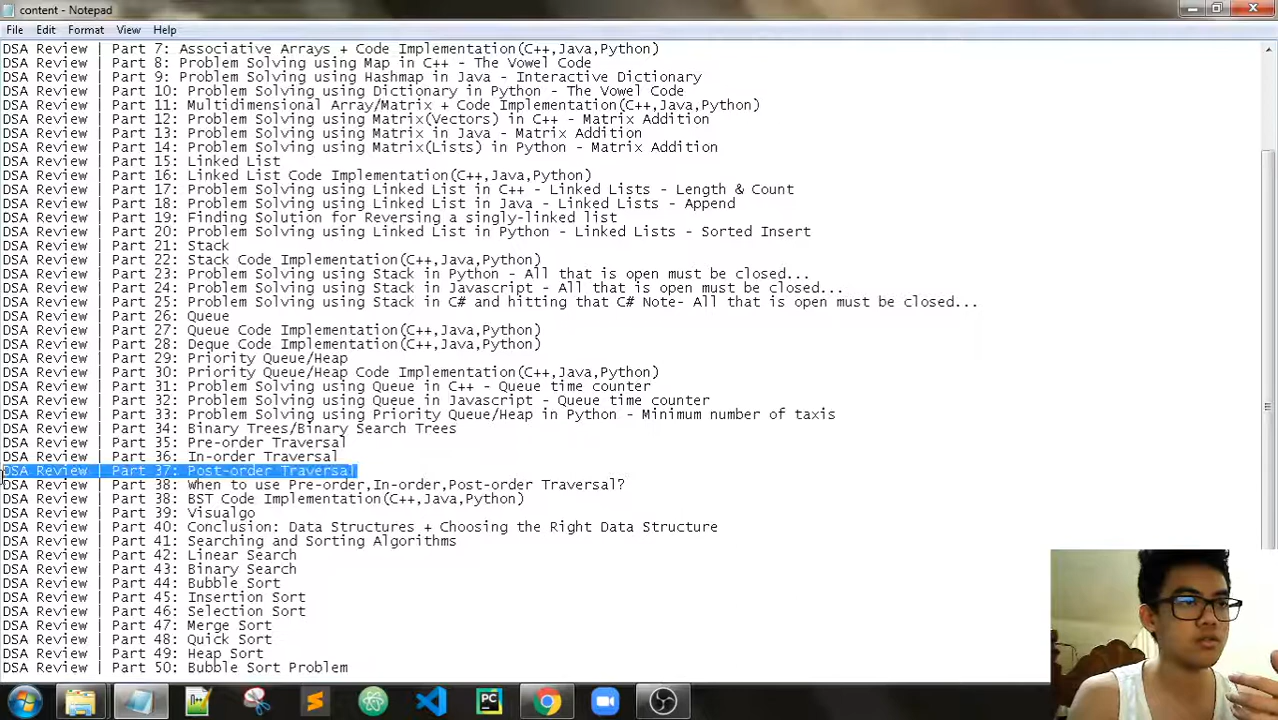 content - Notepad
File Edit Format View Help
DSA Review | Part 7: Associative Arrays + Code Implementation(C++,Java,Python)
DSA Review | Part 8: Problem Solving using Map in C++ - The Vowel Code
DSA Review | Part 9: Problem Solving using Hashmap in Java - Interactive Dictionary
DSA Review | Part 10: Problem Solving using Dictionary in Python - The Vowel Code
DSA Review | Part 11: Multidimensional Array/Matrix + Code Implementation(C++,Java,Python)
DSA Review | Part 12: Problem Solving using Matrix(Vectors) in C++ - Matrix Addition
DSA Review | Part 13: Problem Solving using Matrix in Java - Matrix Addition
DSA Review | Part 14: Problem Solving using Matrix(Lists) in Python - Matrix Addition
DSA Review | Part 15: Linked List
DSA Review | Part 16: Linked List Code Implementation(C++,Java,Python)
DSA Review | Part 17: Problem Solving using Linked List in C++ - Linked Lists - Length & Count
DSA Review | Part 18: Problem Solving using Linked List in Java - Linked Lists - Append
DSA Review | Part 19: Finding Solution for Reversing a singly-linked list
DSA Review | Part 20: Problem Solving using Linked List in Python - Linked Lists - Sorted Insert
DSA Review | Part 21: Stack
DSA Review | Part 22: Stack Code Implementation(C++,Java,Python)
DSA Review | Part 23: Problem Solving using Stack in Python - All that is open must be closed...
DSA Review | Part 24: Problem Solving using Stack in Javascript - All that is open must be closed...
DSA Review | Part 25: Problem Solving using Stack in C# and hitting that C# Note- All that is open must be closed...
DSA Review | Part 26: Queue
DSA Review | Part 27: Queue Code Implementation(C++,Java,Python)
DSA Review | Part 28: Deque Code Implementation(C++,Java,Python)
DSA Review | Part 29: Priority Queue/Heap
DSA Review | Part 30: Priority Queue/Heap Code Implementation(C++,Java,Python)
DSA Review | Part 31: Problem Solving using Queue in C++ - Queue time counter
DSA Review | Part 32: Problem Solving using Queue in Javascript - Queue time counter
DSA Review | Part 33: Problem Solving using Priority Queue/Heap in Python - Minimum number of taxis
DSA Review | Part 34: Binary Trees/Binary Search Trees
DSA Review | Part 35: Pre-order Traversal
DSA Review | Part 36: In-order Traversal
DSA Review | Part 37: Post-order Traversal
DSA Review | Part 38: When to use Pre-order,In-order,Post-order Traversal?
DSA Review | Part 38: BST Code Implementation(C++,Java,Python)
DSA Review | Part 39: Visualgo
DSA Review | Part 40: Conclusion: Data Structures + Choosing the Right Data Structure
DSA Review | Part 41: Searching and Sorting Algorithms
DSA Review | Part 42: Linear Search
DSA Review | Part 43: Binary Search
DSA Review | Part 44: Bubble Sort
DSA Review | Part 45: Insertion Sort
DSA Review | Part 46: Selection Sort
DSA Review | Part 47: Merge Sort
DSA Review | Part 48: Quick Sort
DSA Review | Part 49: Heap Sort
DSA Review | Part 50: Bubble Sort Problem
PC